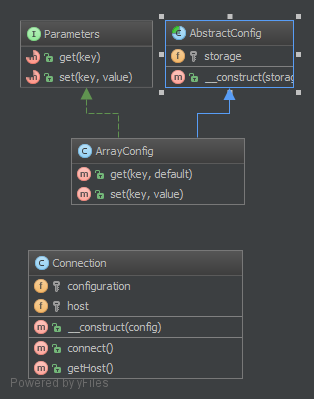 Parameters
get(key)
set(key, value)
AbstractConfig
storage
__construct(storag
ArrayConfig
get(key, default)
set(key, value)
Connection
configuration
host
__construct(config)
connect()
getHost()
Powered by yFiles